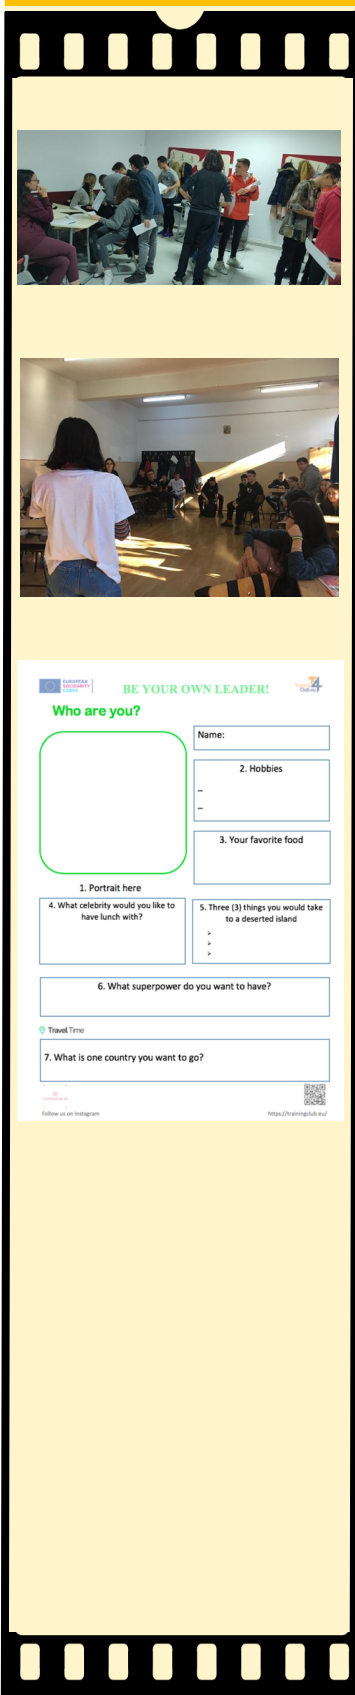 EUROPEAN
SOLIDARITY
CORPS
BE YOUR OWN LEADER!
Who are you?
Name:
2. Hobbies
–
–
3. Your favorite food
1. Portrait here
4. What celebrity would you like to
have lunch with?
5. Three (3) things you would take
to a deserted island
➢
➢
➢
6. What superpower do you want to have?
Travel Time
7. What is one country you want to go?
Follow us on Instagram
https://trainingclub.eu/